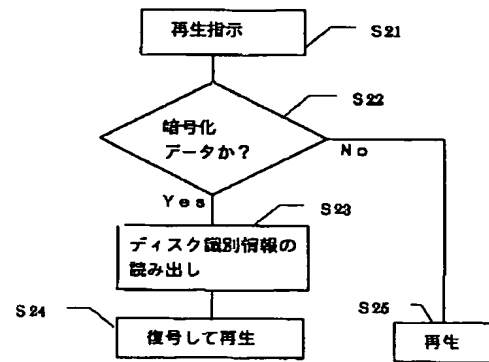 再生指示
S21
S22
暗号化
データか？
No
Yes
S23
ディスク識別情報の
読み出し
S24
復号して再生
S25
再生